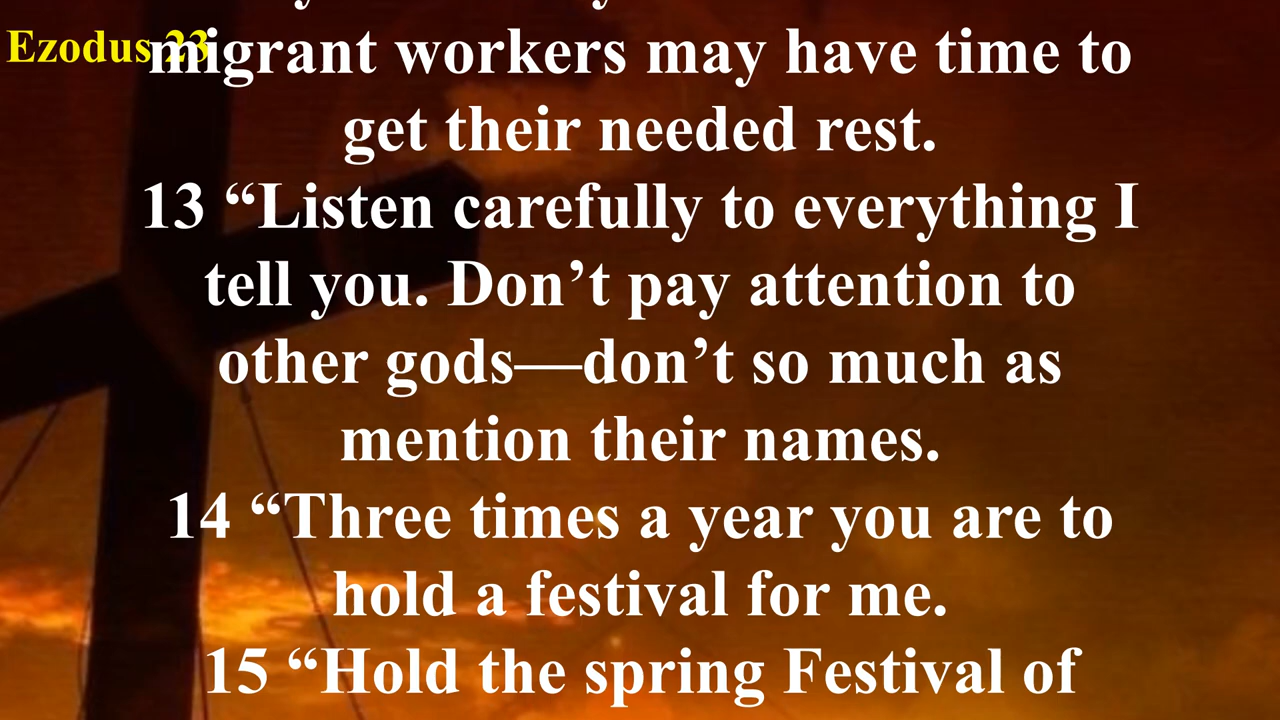 Ezodus 23
migrant workers may have time to
get their needed rest.
13 “Listen carefully to everything I
tell you. Don’t pay attention to
other gods—don’t so much as
mention their names.
14 “Three times a year you are to
hold a festival for me.
15 “Hold the spring Festival of